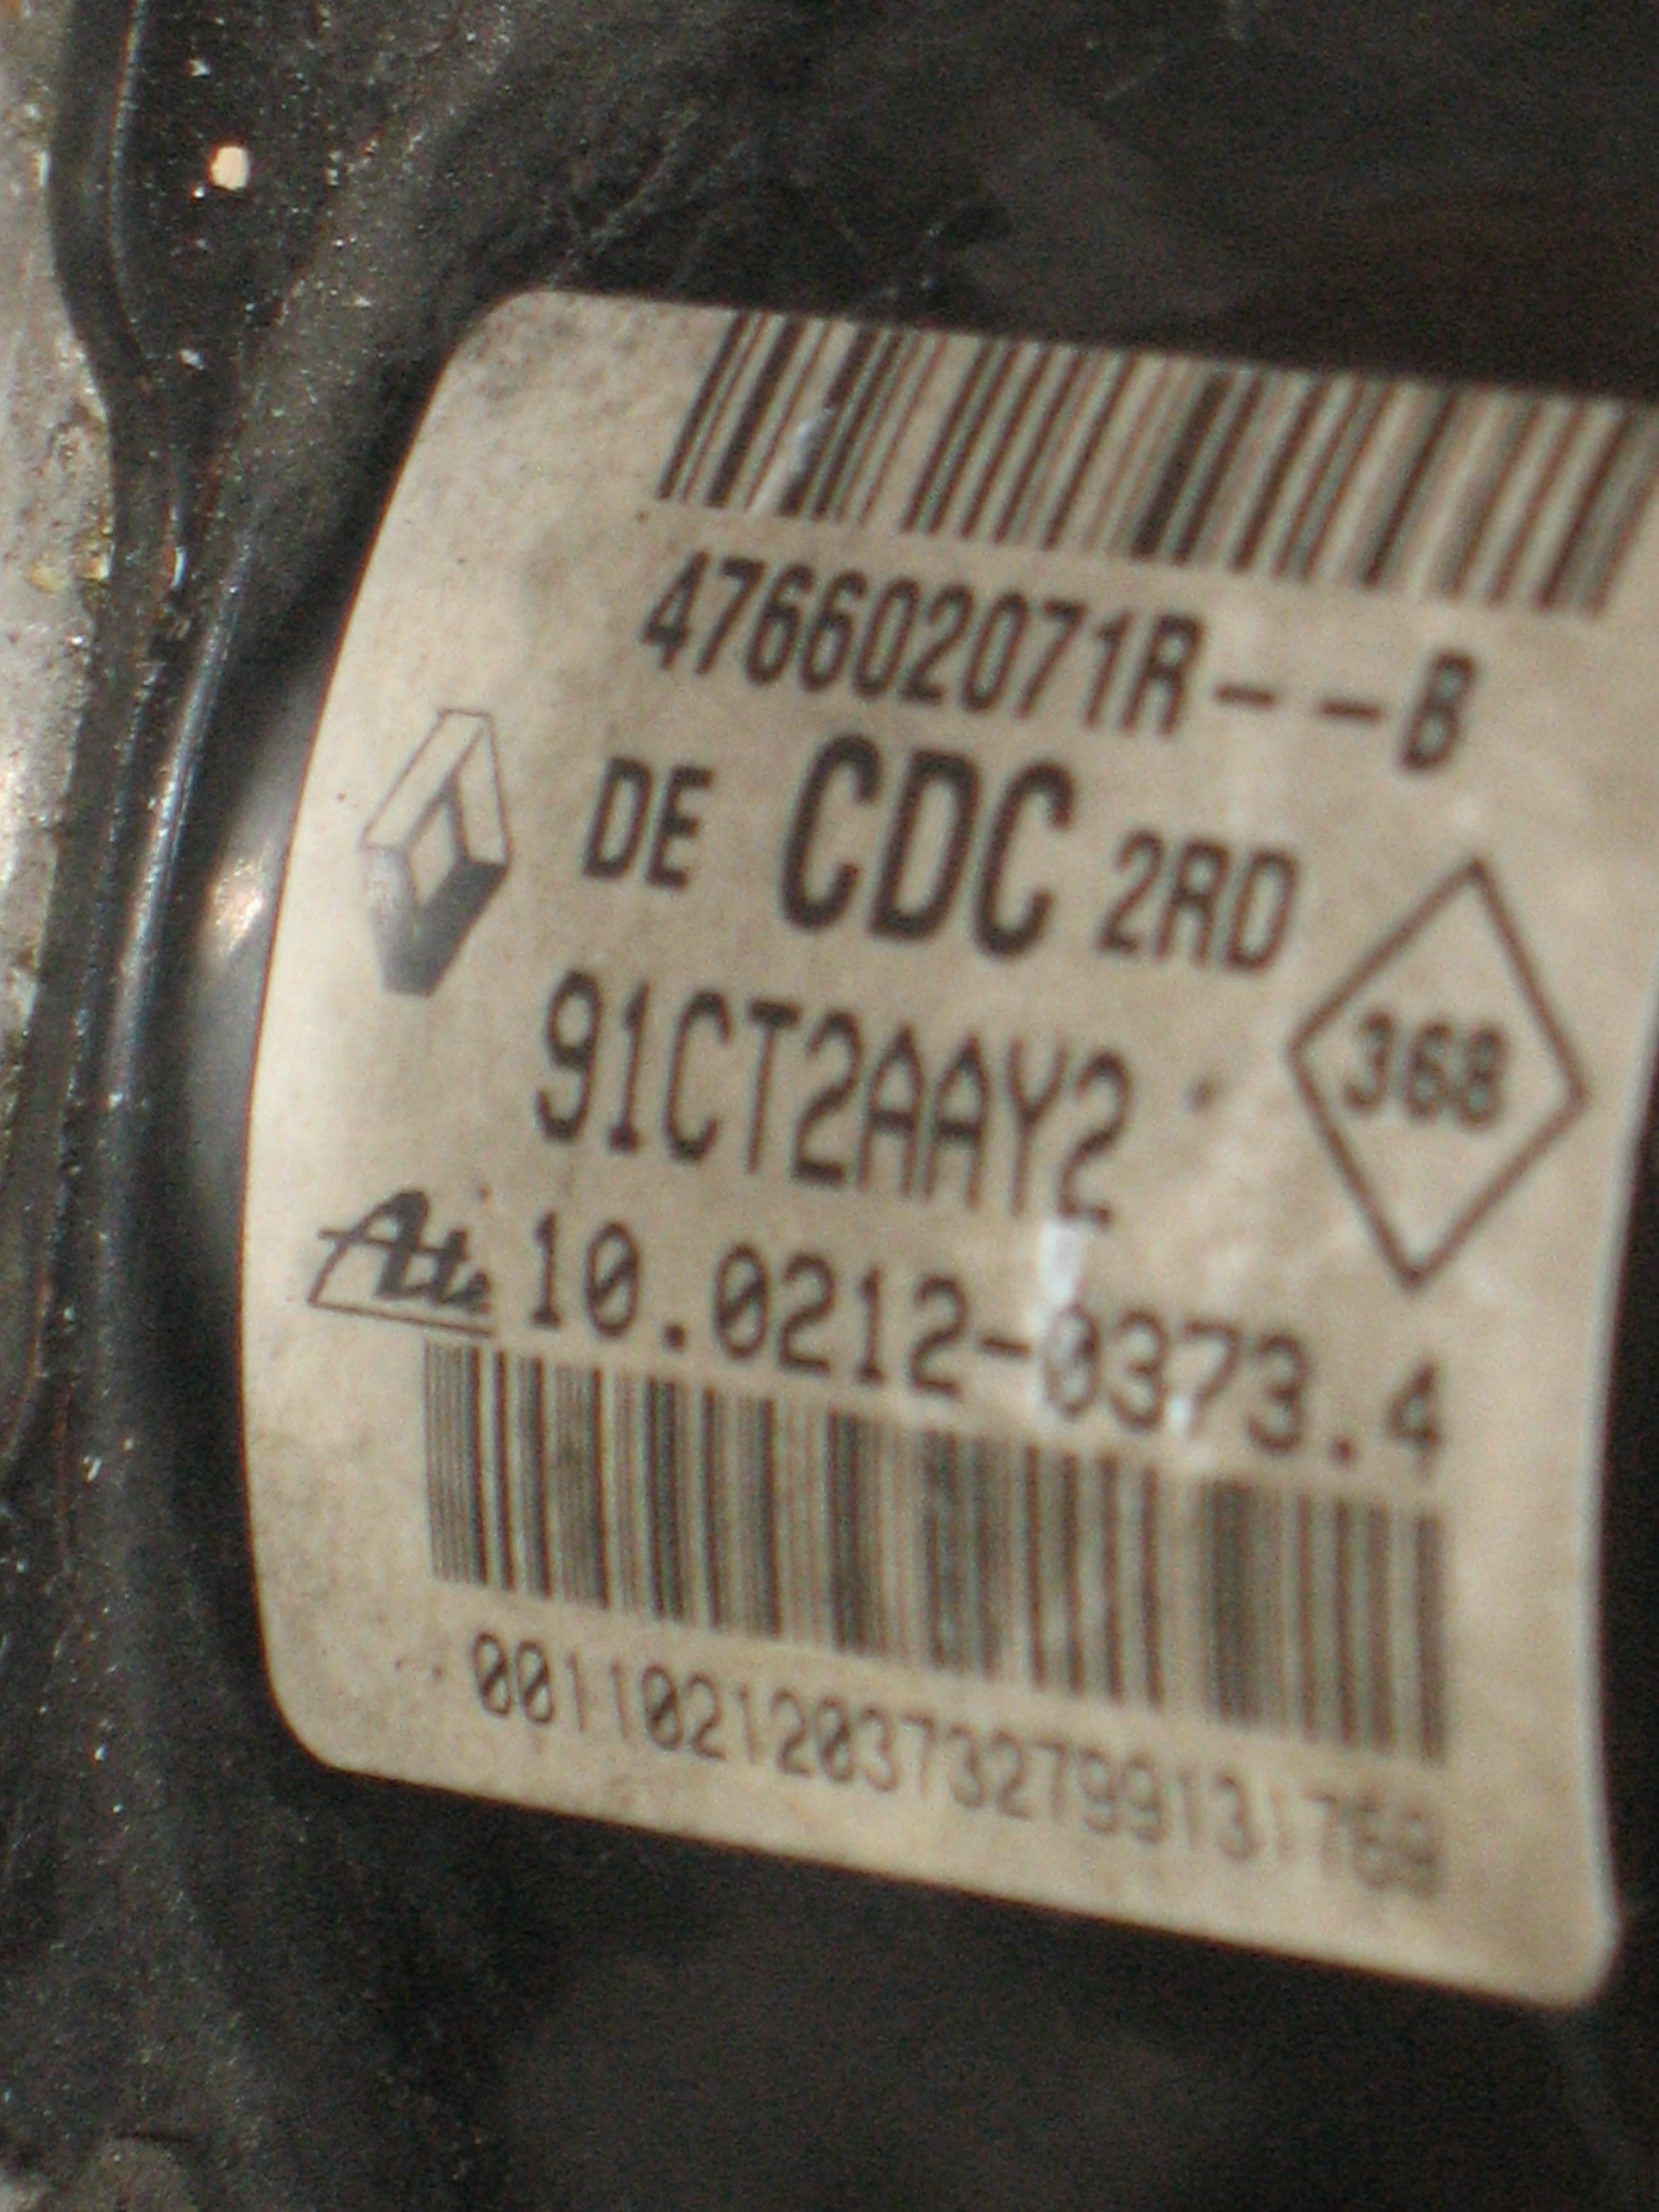 476602071R--B
DE CDC 2RD
368
91CT2AAY2
Ate 10.0212-0373.4